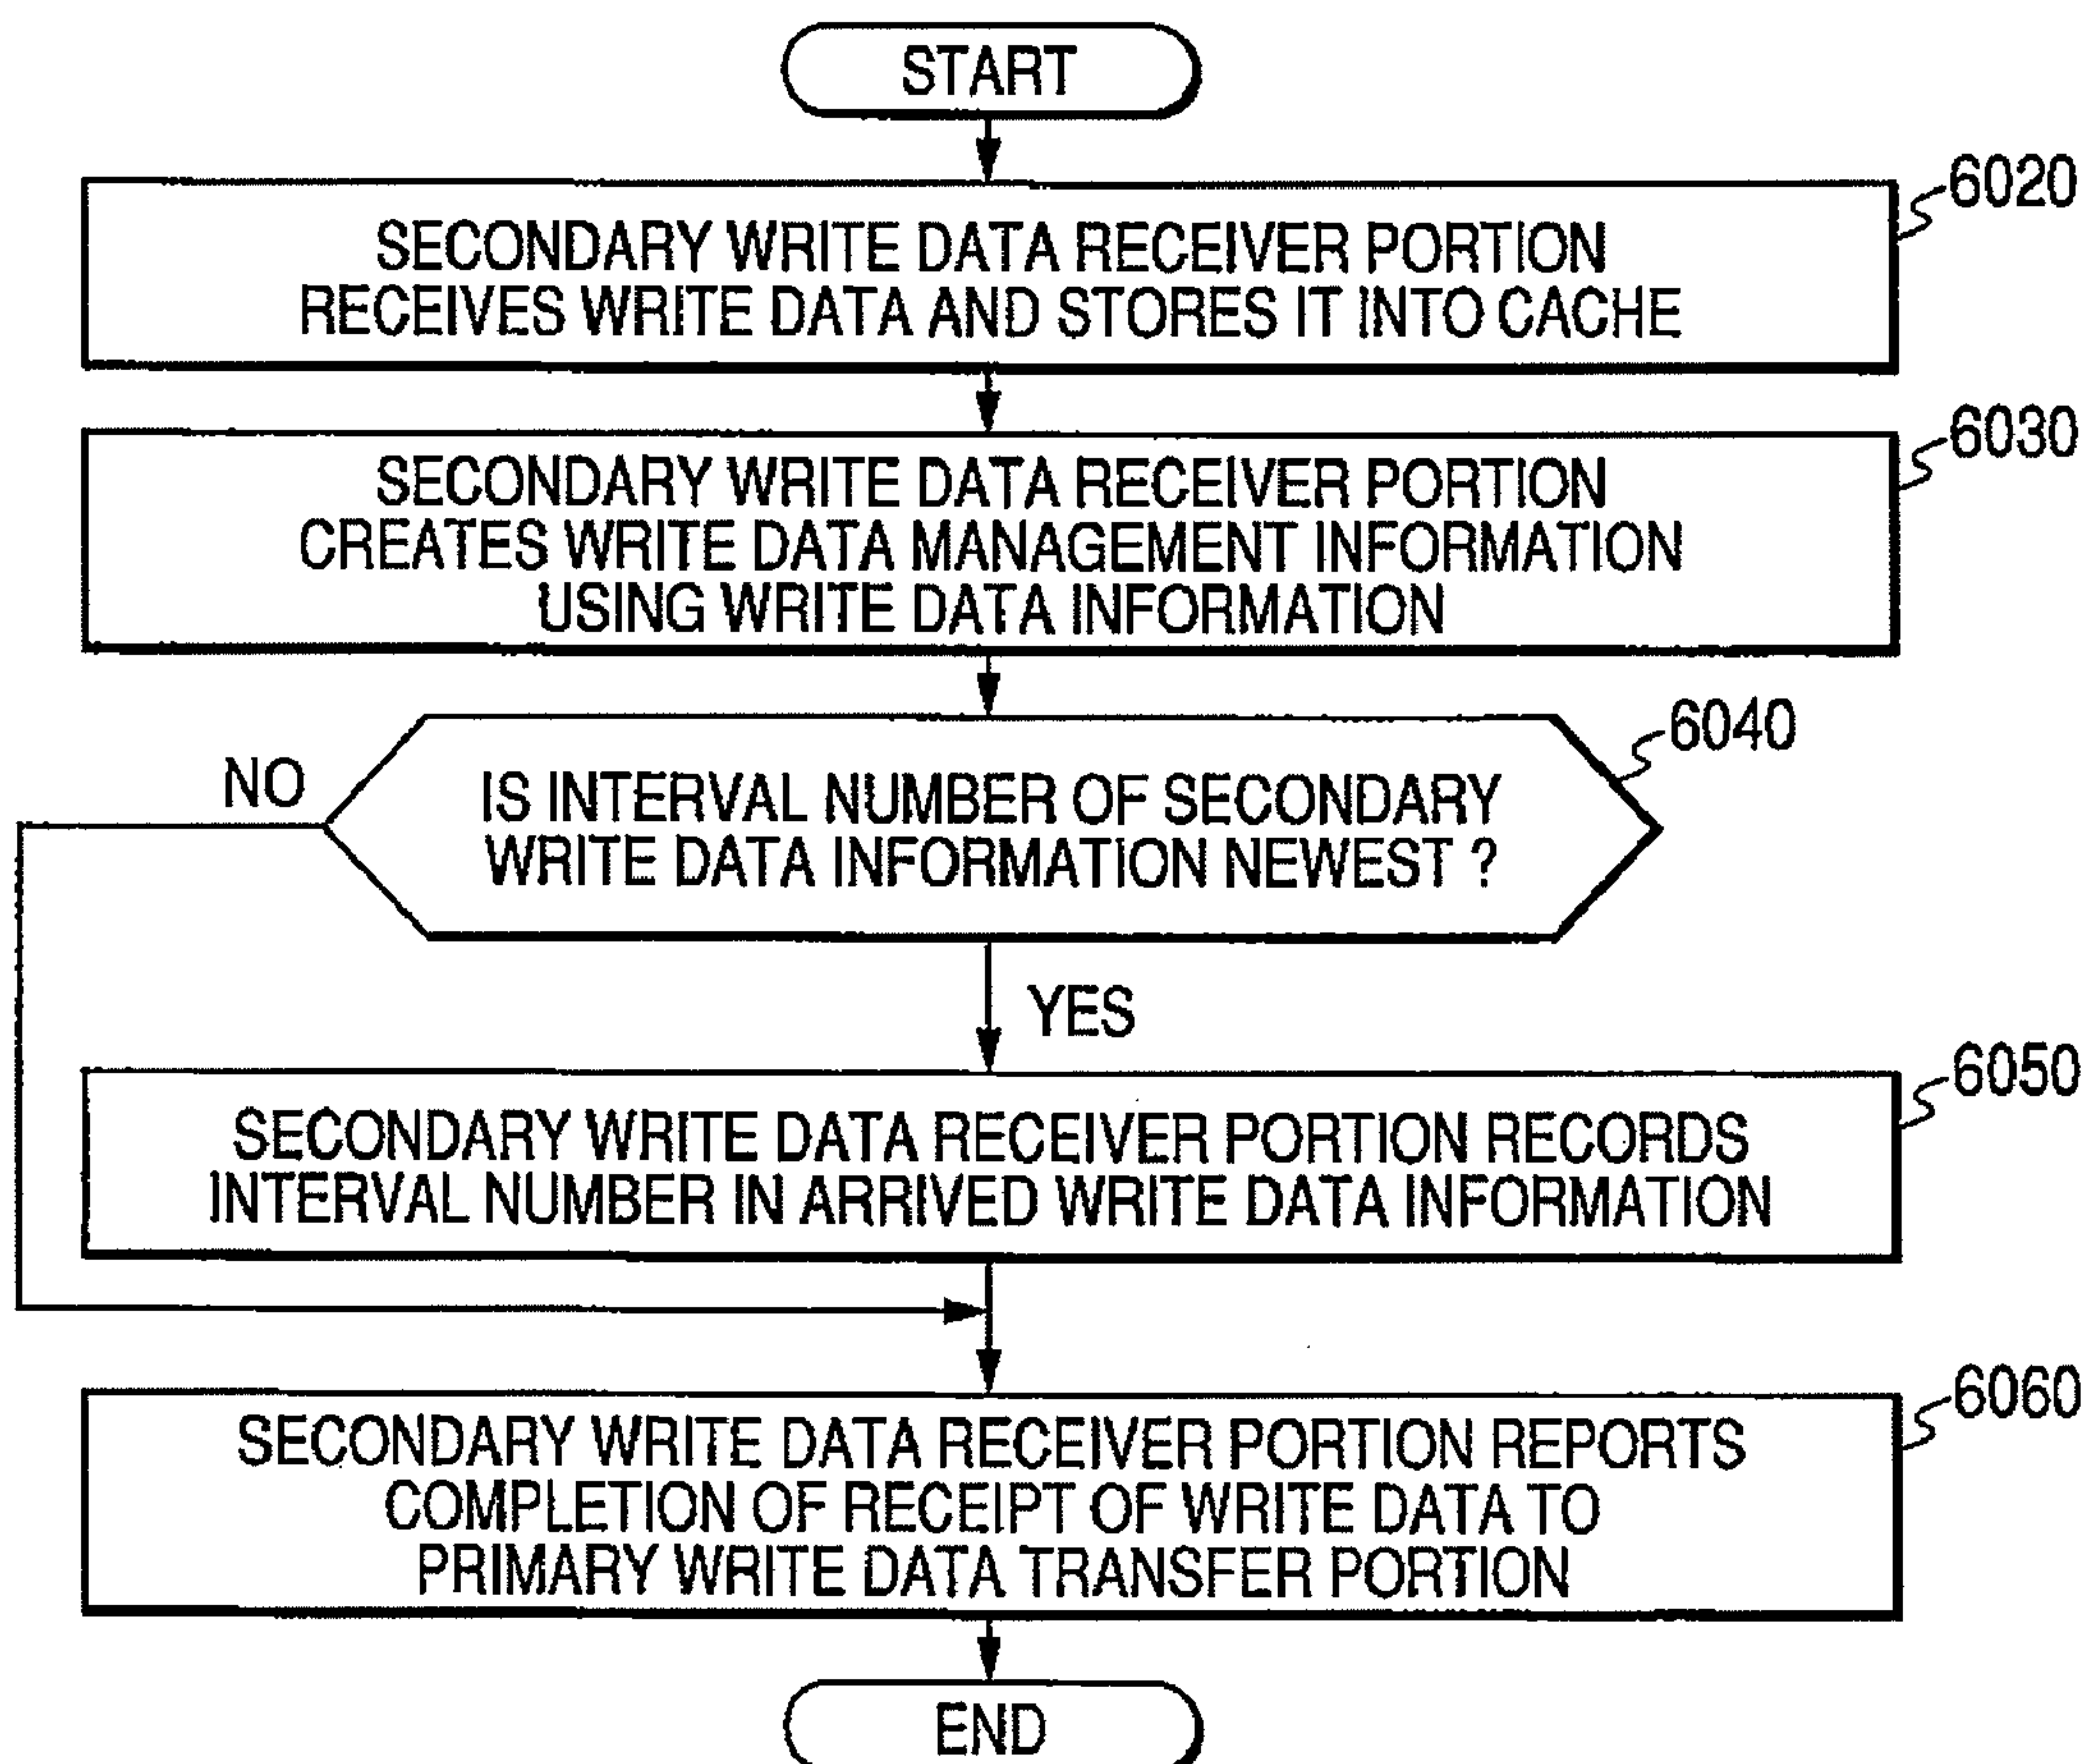 START
6020
SECONDARY WRITE DATA RECEIVER PORTION
RECEIVES WRITE DATA AND STORES IT INTO CACHE
6030
SECONDARY WRITE DATA RECEIVER PORTION
CREATES WRITE DATA MANAGEMENT INFORMATION
USING WRITE DATA INFORMATION
6040
NO
IS INTERVAL NUMBER OF SECONDARY
WRITE DATA INFORMATION NEWEST ?
YES
6050
SECONDARY WRITE DATA RECEIVER PORTION RECORDS
INTERVAL NUMBER IN ARRIVED WRITE DATA INFORMATION
6060
SECONDARY WRITE DATA RECEIVER PORTION REPORTS
COMPLETION OF RECEIPT OF WRITE DATA TO
PRIMARY WRITE DATA TRANSFER PORTION
END